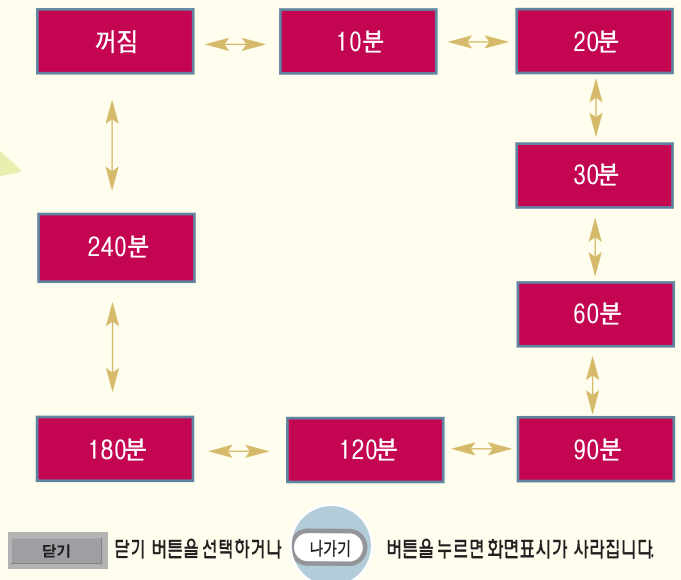 꺼짐 10분 20분
30분
240분
60분
180분 120분 90분
닫기 닫기 버튼을 선택하거나 나가기 버튼을 누르면 화면표시가 사라집니다.